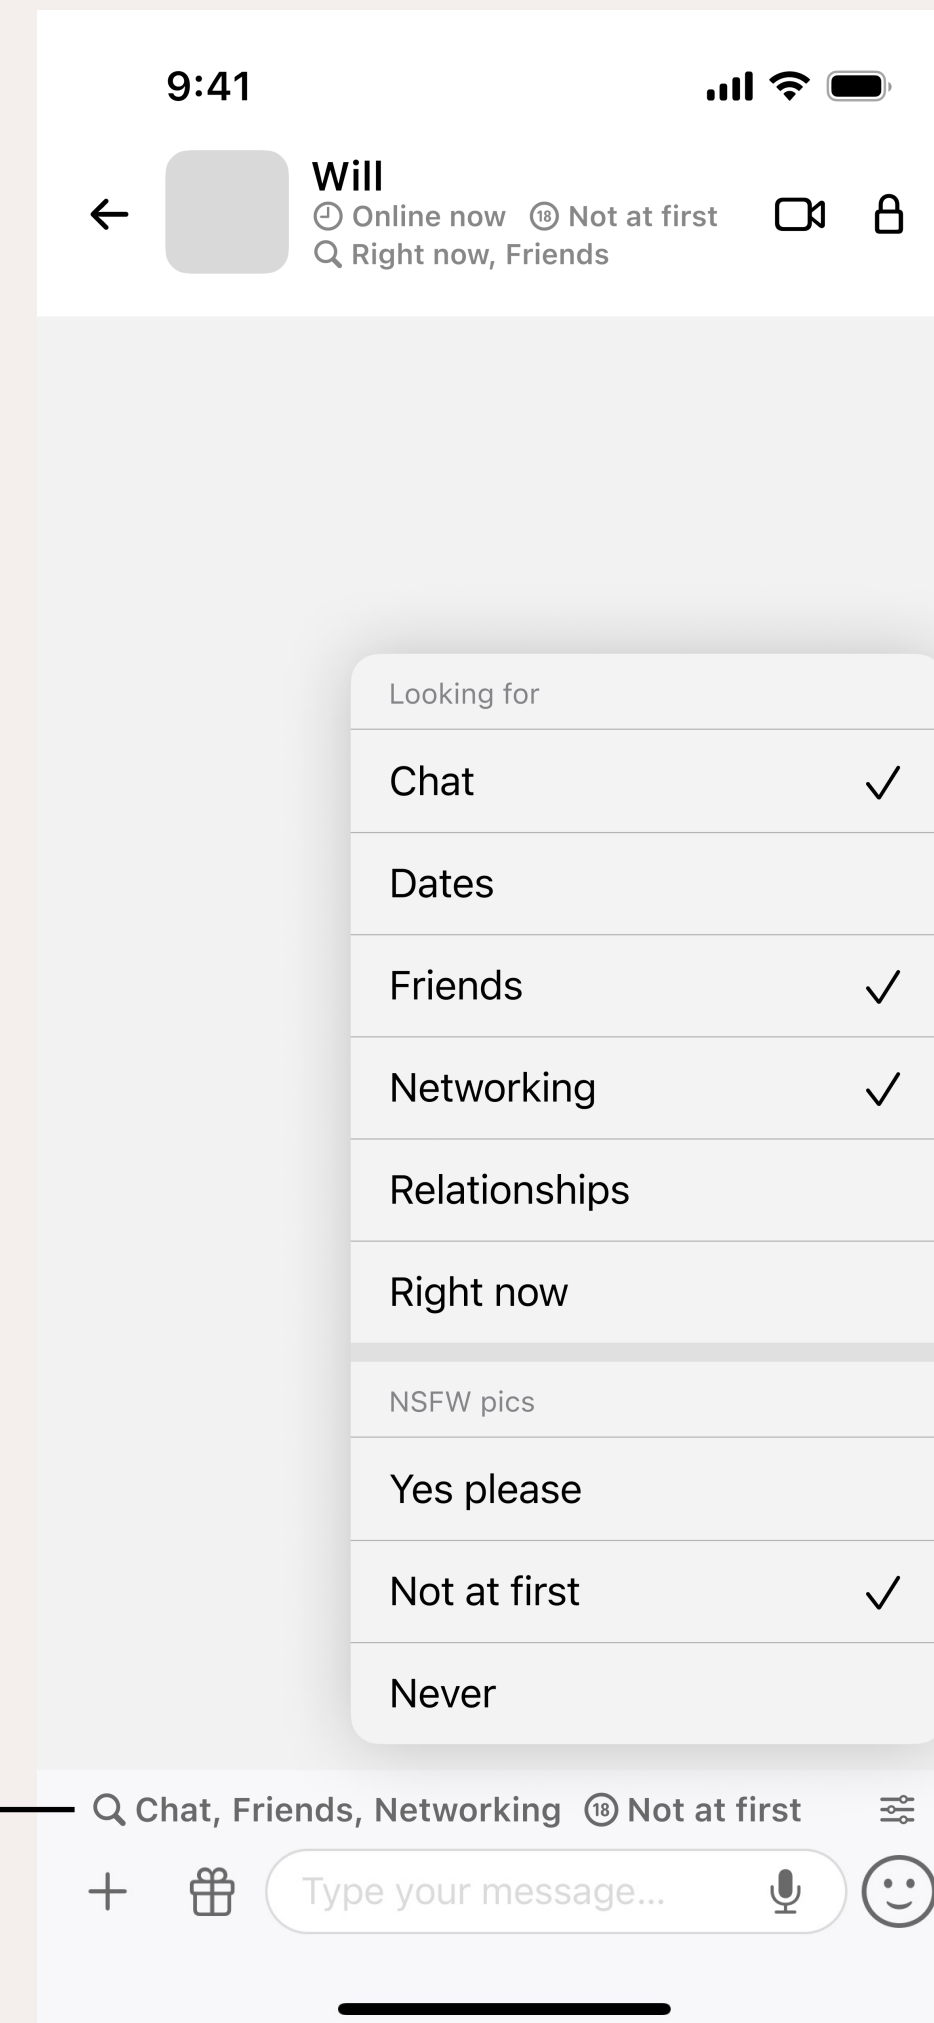 9:41
Will
Online now 18 Not at first
Right now, Friends
Looking for
Chat
Dates
Friends
Networking
Relationships
Right now
NSFW pics
Yes please
Not at first
Never
Chat, Friends, Networking 18 Not at first
Type your message...